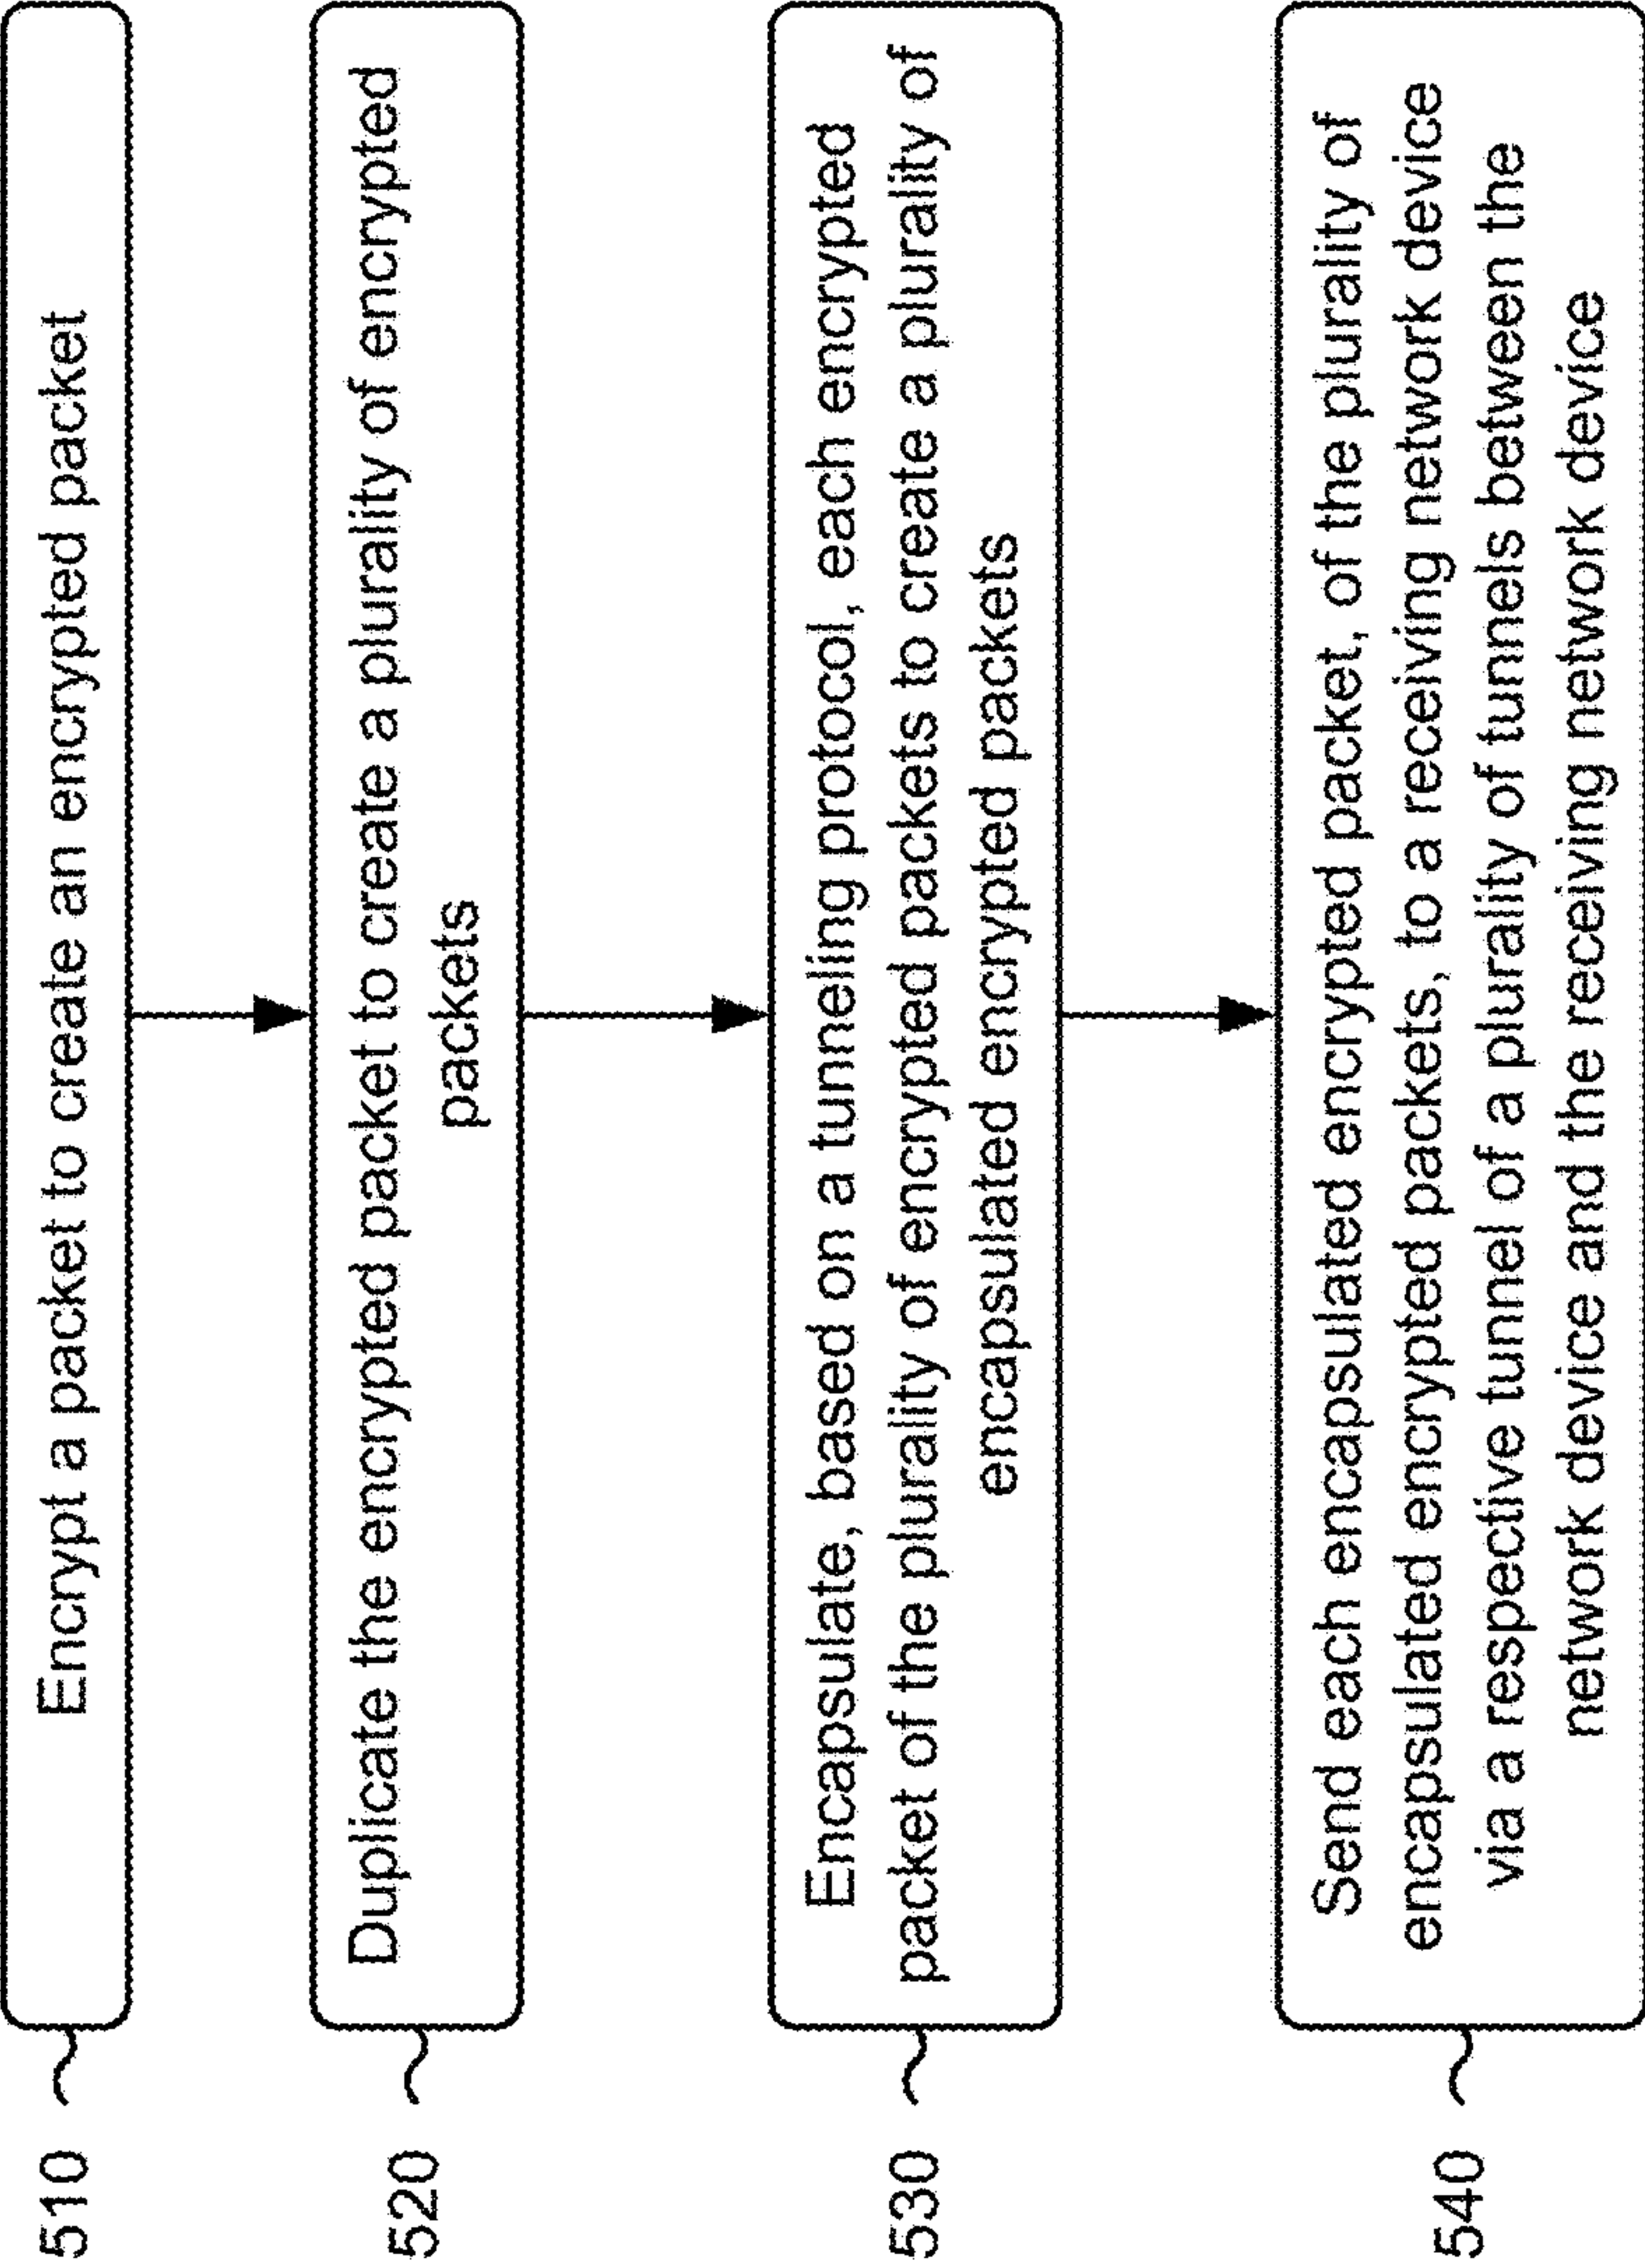 510
Encrypt a packet to create an encrypted packet
520
Duplicate the encrypted packet to create a plurality of encrypted
packets
530
Encapsulate, based on a tunneling protocol, each encrypted
packet of the plurality of encrypted packets to create a plurality of
encapsulated encrypted packets
540
Send each encapsulated encrypted packet, of the plurality of
encapsulated encrypted packets, to a receiving network device
via a respective tunnel of a plurality of tunnels between the
network device and the receiving network device